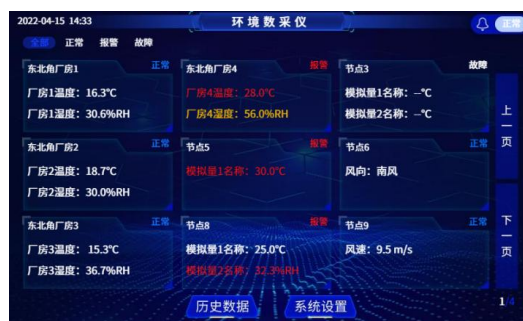 2022-04-15 14:33
环境数采仪
正常
全部 正常 报警 故障
东北角厂房1 正常
厂房1温度：16.3℃
厂房1湿度：30.6%RH
东北角厂房4 报警
厂房4温度：28.0℃
厂房4湿度：56.0%RH
节点3 故障
模拟量1名称：--℃
模拟量2名称：--℃
东北角厂房2 正常
厂房2温度：18.7℃
厂房2湿度：30.0%RH
节点5 报警
模拟量1名称：30.0℃
节点6 正常
风向：南风
东北角厂房3 正常
厂房3温度：15.3℃
厂房3湿度：36.7%RH
节点8 报警
模拟量1名称：25.0℃
模拟量2名称：32.3%RH
节点9 正常
风速：9.5 m/s
上一页
下一页
历史数据 系统设置
1/4